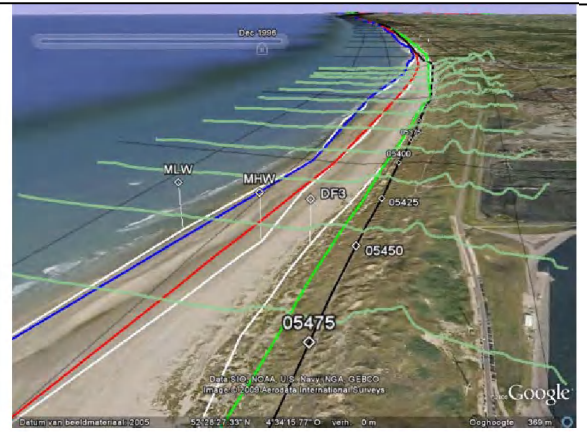 Dec 1996
MLW
MHW
DF3
05400
05425
05450
05475
Data SIO, NOAA, U.S. Navy, NGA, GEBCO
Image © 2009 Aerodata International Surveys
Google
Datum van beeldmateriaal: 2005
52°28'27.33" N
4°34'15.77" O
verh. 0 m
Ooghoogte 369 m